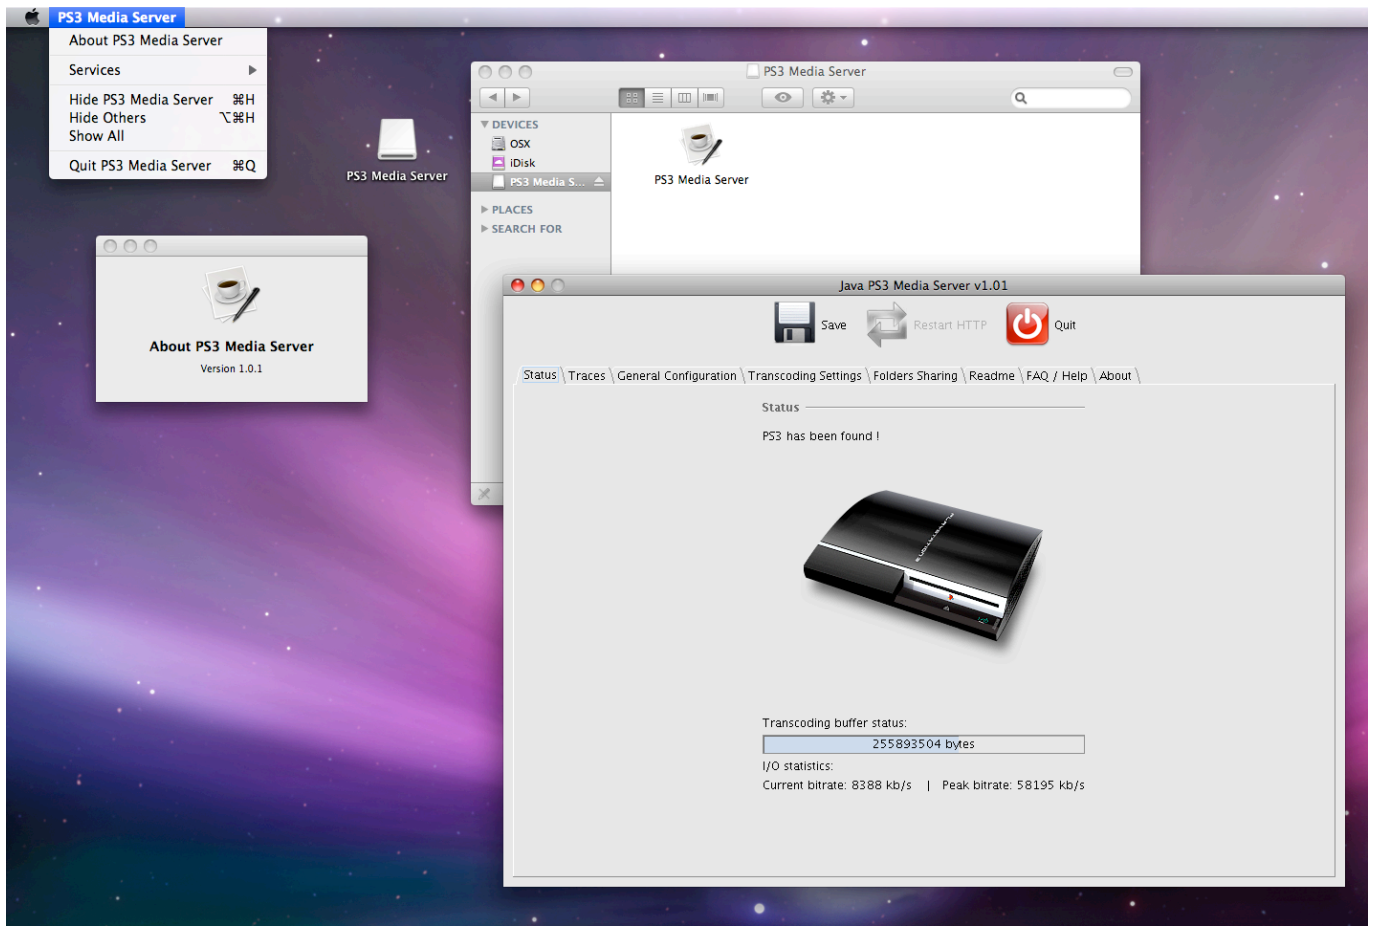 PS3 Media Server
About PS3 Media Server
Services
Hide PS3 Media Server ⌘H
Hide Others ⌥⌘H
Show All
Quit PS3 Media Server ⌘Q
PS3 Media Server
About PS3 Media Server
Version 1.0.1
PS3 Media Server
DEVICES
OSX
iDisk
PS3 Media S...
PLACES
SEARCH FOR
PS3 Media Server
Java PS3 Media Server v1.01
Save
Restart HTTP
Quit
Status Traces General Configuration Transcoding Settings Folders Sharing Readme FAQ / Help About
Status
PS3 has been found !
PLAYSTATION 3
Transcoding buffer status:
255893504 bytes
I/O statistics:
Current bitrate: 8388 kb/s | Peak bitrate: 58195 kb/s